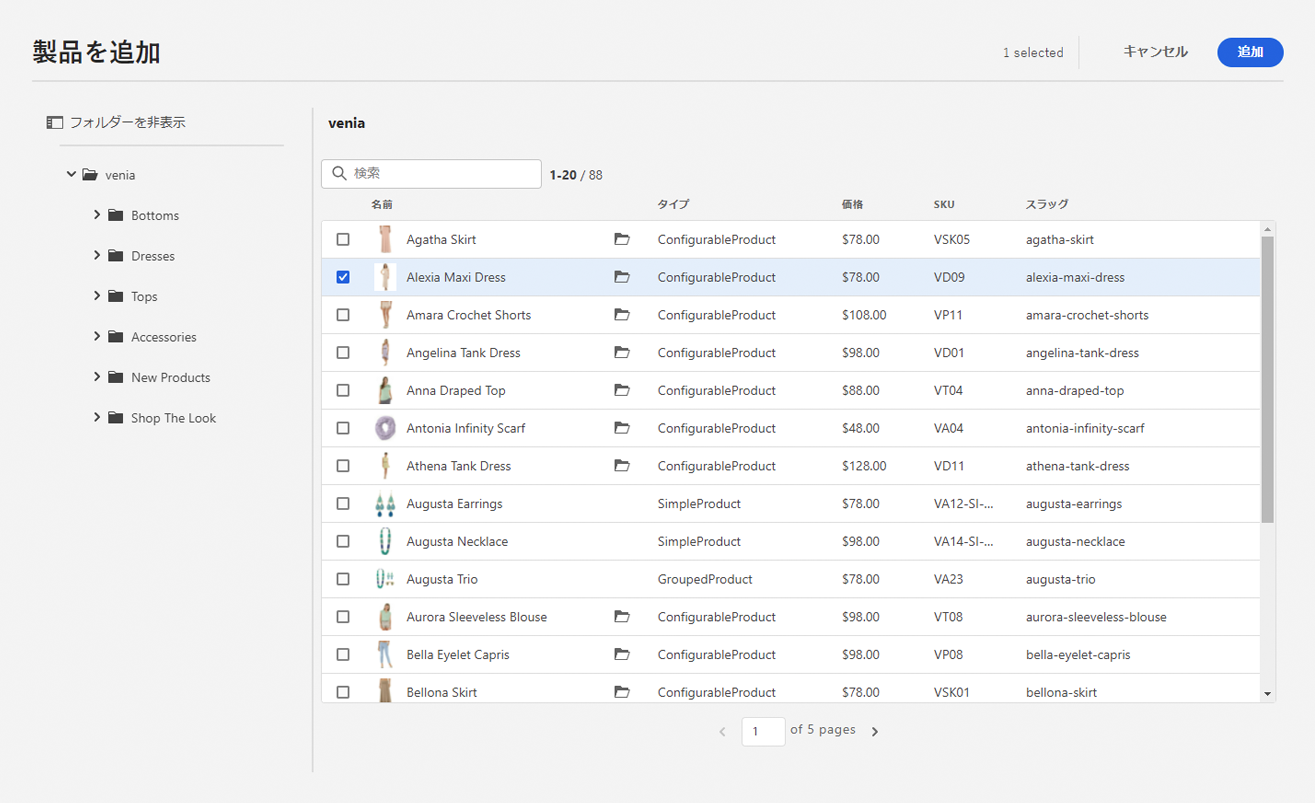 製品を追加
1 selected
キャンセル
追加
フォルダーを非表示
venia
Bottoms
Dresses
Tops
Accessories
New Products
Shop The Look
venia
検索
1-20 / 88
名前 タイプ 価格 SKU スラッグ
Agatha Skirt ConfigurableProduct $78.00 VSK05 agatha-skirt
Alexia Maxi Dress ConfigurableProduct $78.00 VD09 alexia-maxi-dress
Amara Crochet Shorts ConfigurableProduct $108.00 VP11 amara-crochet-shorts
Angelina Tank Dress ConfigurableProduct $98.00 VD01 angelina-tank-dress
Anna Draped Top ConfigurableProduct $88.00 VT04 anna-draped-top
Antonia Infinity Scarf ConfigurableProduct $48.00 VA04 antonia-infinity-scarf
Athena Tank Dress ConfigurableProduct $128.00 VD11 athena-tank-dress
Augusta Earrings SimpleProduct $78.00 VA12-SI-... augusta-earrings
Augusta Necklace SimpleProduct $98.00 VA14-SI-... augusta-necklace
Augusta Trio GroupedProduct $78.00 VA23 augusta-trio
Aurora Sleeveless Blouse ConfigurableProduct $98.00 VT08 aurora-sleeveless-blouse
Bella Eyelet Capris ConfigurableProduct $98.00 VP08 bella-eyelet-capris
Bellona Skirt ConfigurableProduct $78.00 VSK01 bellona-skirt
1 of 5 pages